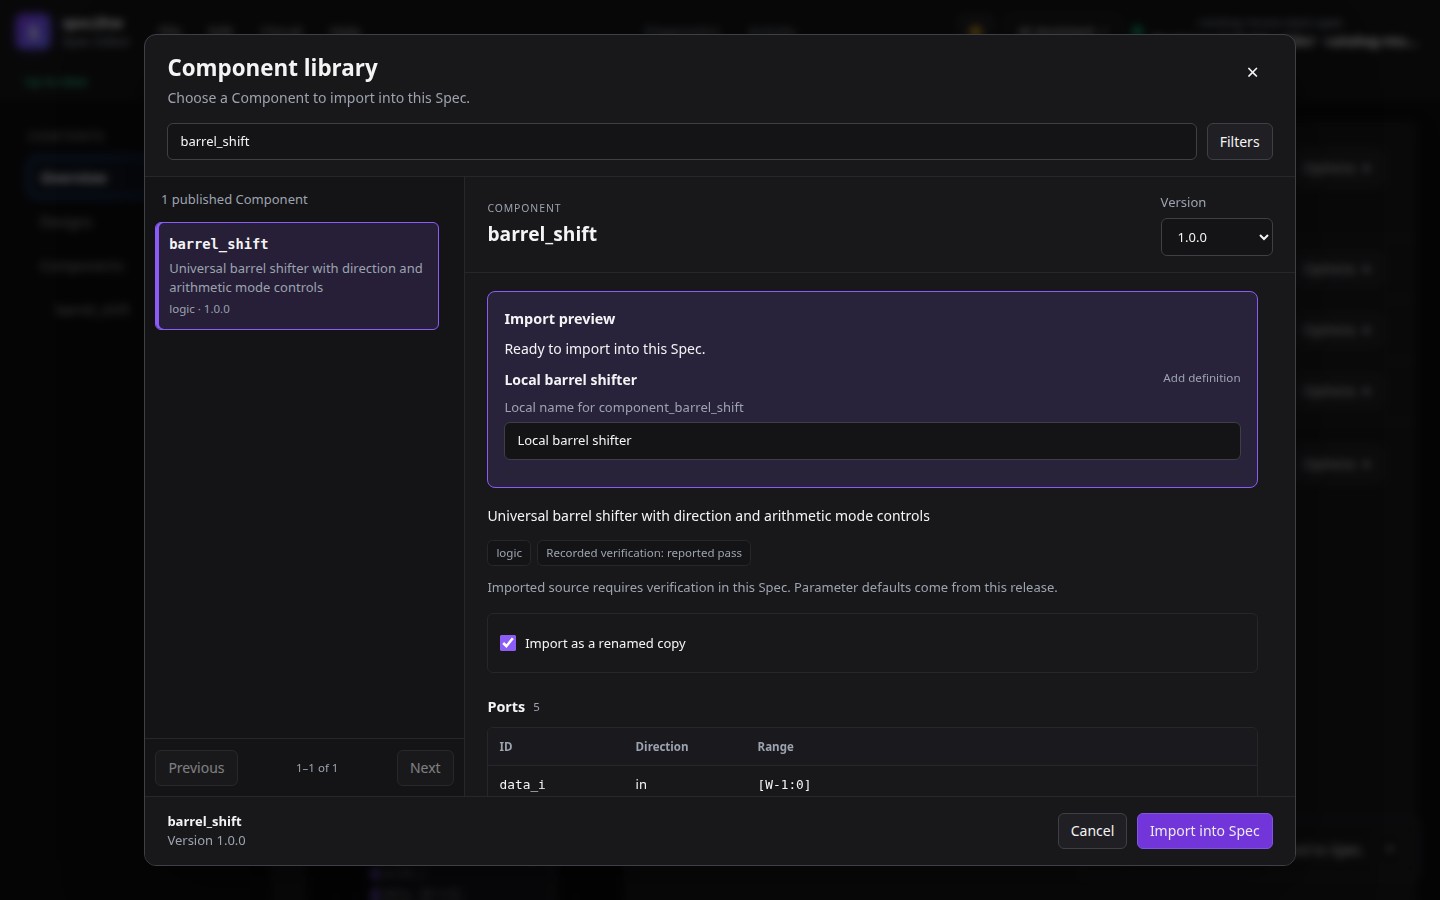 Component library
Choose a Component to import into this Spec.
×
barrel_shift
Filters
1 published Component
barrel_shift
Universal barrel shifter with direction and
arithmetic mode controls
logic · 1.0.0
Previous
1–1 of 1
Next
COMPONENT
barrel_shift
Version
1.0.0
Import preview
Ready to import into this Spec.
Local barrel shifter
Add definition
Local name for component_barrel_shift
Local barrel shifter
Universal barrel shifter with direction and arithmetic mode controls
logic
Recorded verification: reported pass
Imported source requires verification in this Spec. Parameter defaults come from this release.
Import as a renamed copy
Ports 5
ID Direction Range
data_i in [W-1:0]
barrel_shift
Version 1.0.0
Cancel
Import into Spec